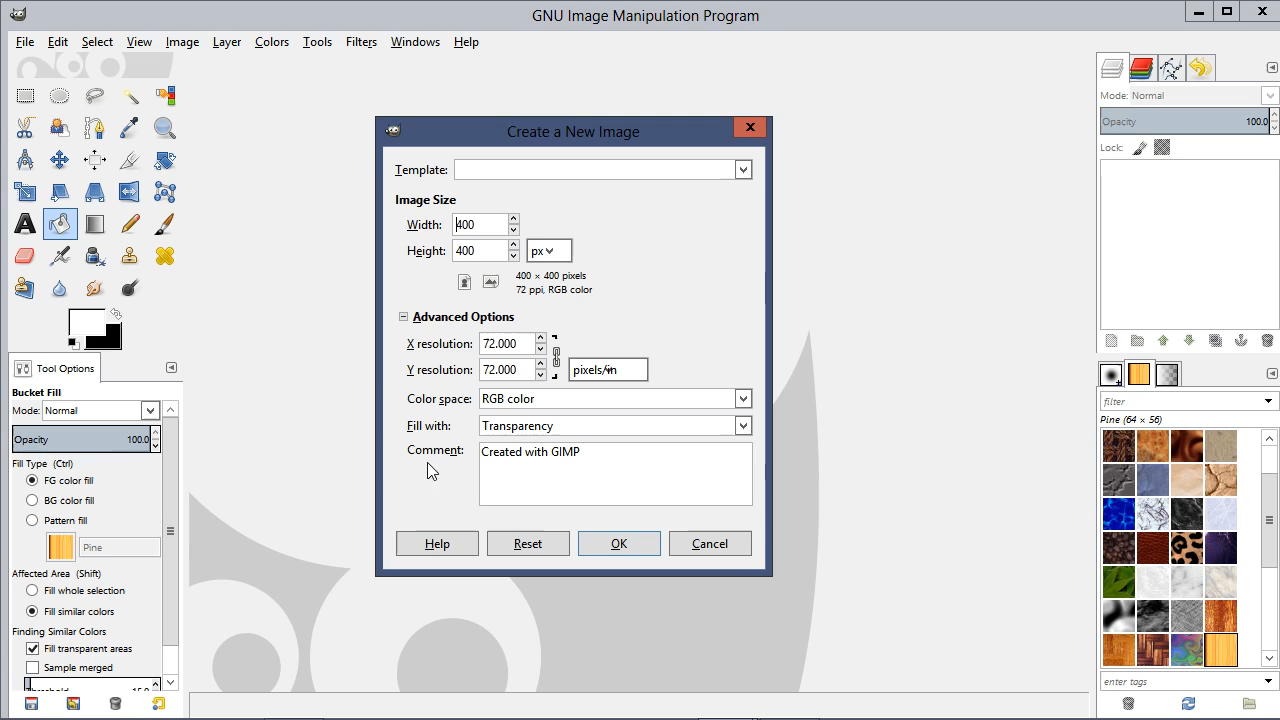 GNU Image Manipulation Program
File Edit Select View Image Layer Colors Tools Filters Windows Help
Tool Options
Bucket Fill
Mode: Normal
Opacity 100.0
Fill Type (Ctrl)
FG color fill
BG color fill
Pattern fill
Pine
Affected Area (Shift)
Fill whole selection
Fill similar colors
Finding Similar Colors
Fill transparent areas
Sample merged
Threshold 15.0
Create a New Image
Template:
Image Size
Width: 400
Height: 400 px
400 × 400 pixels
72 ppi, RGB color
Advanced Options
X resolution: 72.000
Y resolution: 72.000 pixels/in
Color space: RGB color
Fill with: Transparency
Comment: Created with GIMP
Help Reset OK Cancel
Mode: Normal
Opacity 100.0
Lock:
filter
Pine (64 × 56)
enter tags